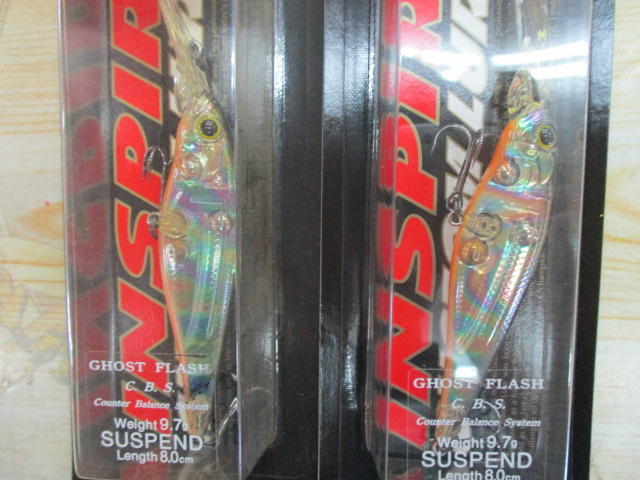 INSPIR
GHOST FLASH
C. B. S.
Counter Balance System
Weight 9.7g
SUSPEND
Length 8.0cm
INSPIR
LUR
GHOST FLASH
C. B. S.
Counter Balance System
Weight 9.7g
SUSPEND
Length 8.0cm